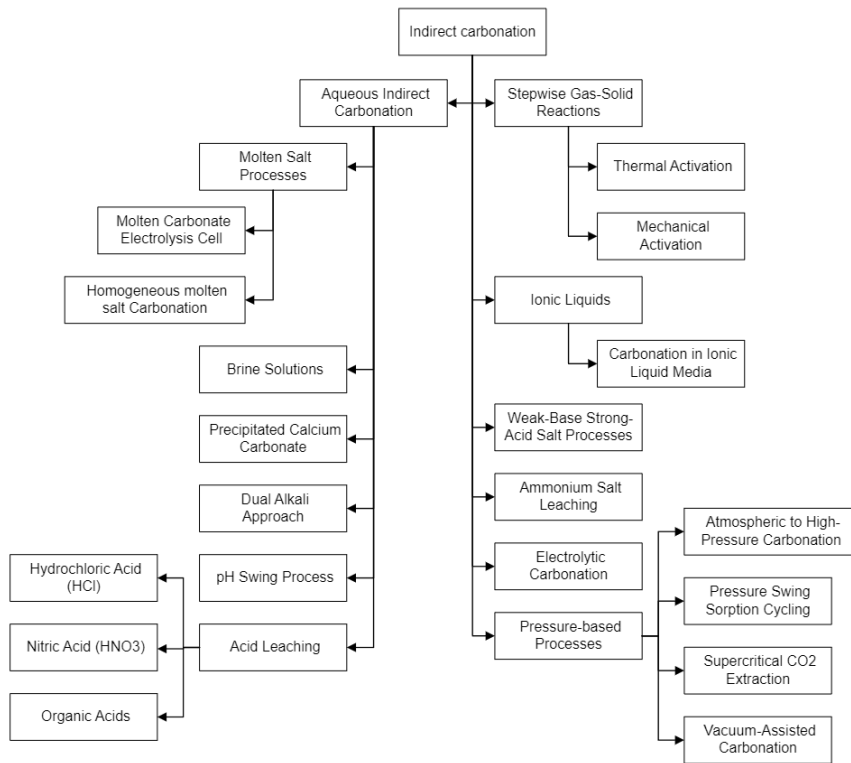 Indirect carbonation
Aqueous Indirect
Carbonation
Stepwise Gas-Solid
Reactions
Molten Salt
Processes
Thermal Activation
Molten Carbonate
Electrolysis Cell
Mechanical
Activation
Homogeneous molten
salt Carbonation
Ionic Liquids
Brine Solutions
Carbonation in Ionic
Liquid Media
Precipitated Calcium
Carbonate
Weak-Base Strong-
Acid Salt Processes
Dual Alkali
Approach
Ammonium Salt
Leaching
Atmospheric to High-
Pressure Carbonation
Hydrochloric Acid
(HCl)
pH Swing Process
Electrolytic
Carbonation
Pressure Swing
Sorption Cycling
Nitric Acid (HNO3)
Acid Leaching
Pressure-based
Processes
Supercritical CO2
Extraction
Organic Acids
Vacuum-Assisted
Carbonation